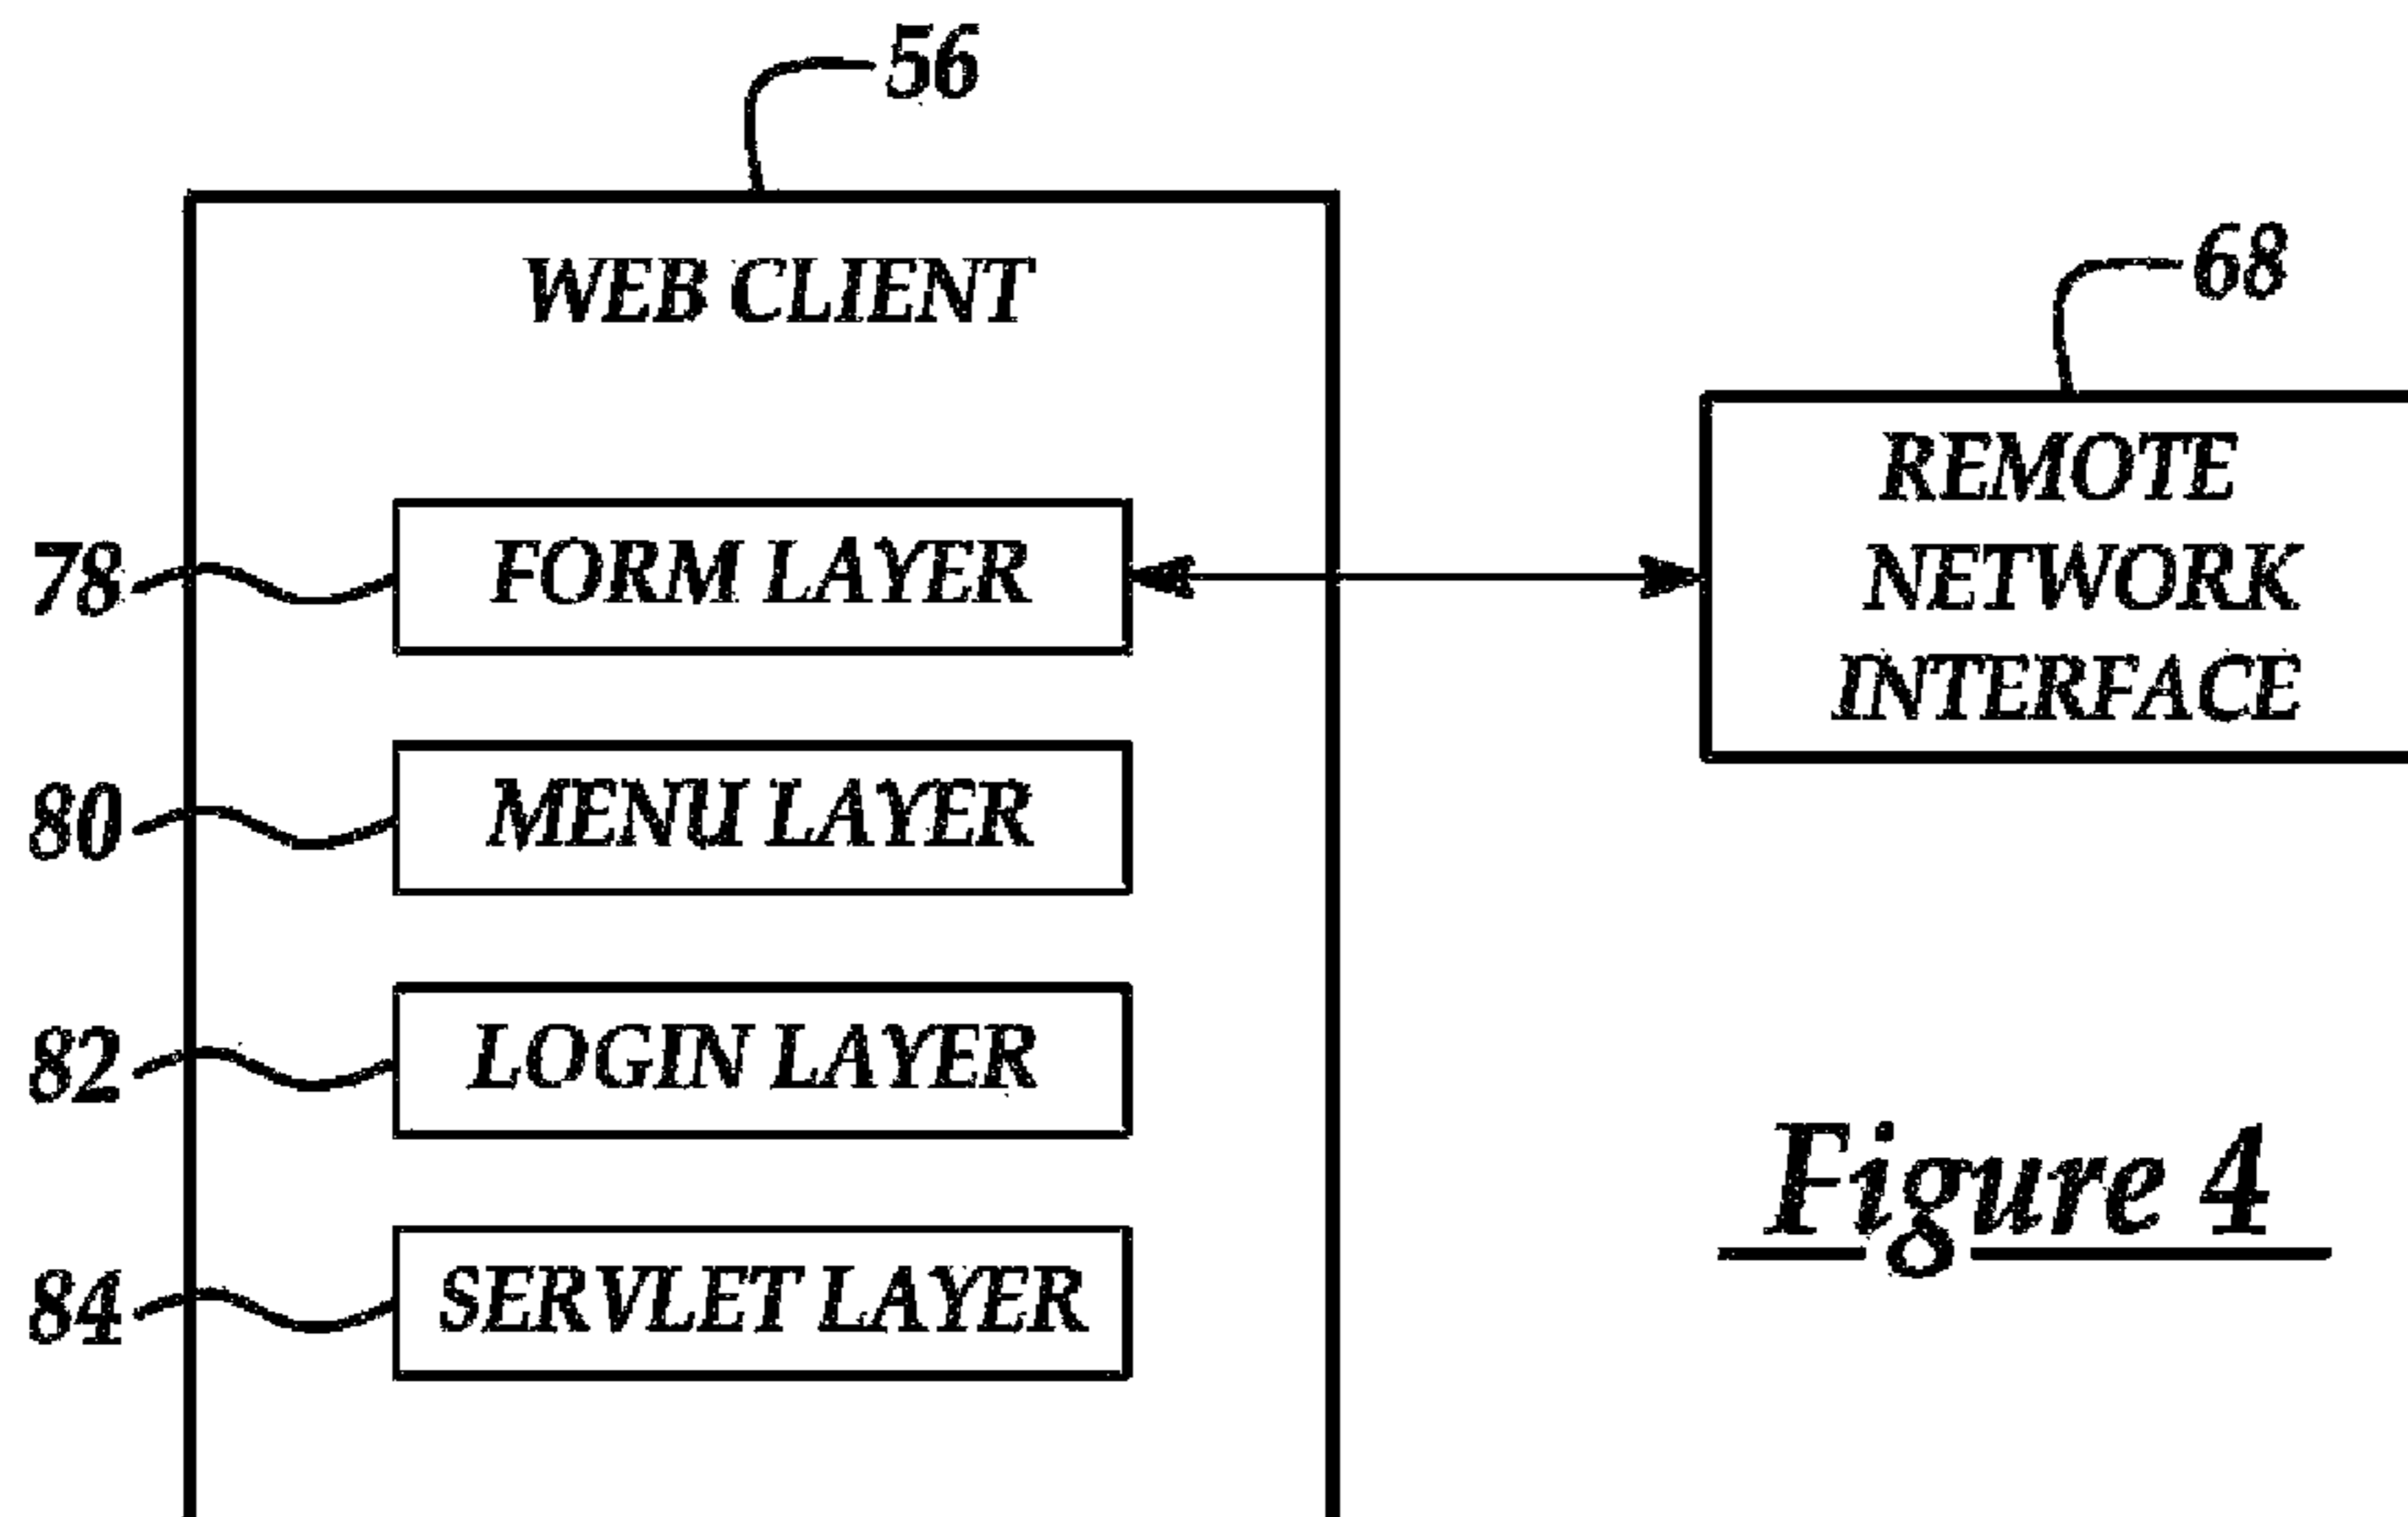 56
WEB CLIENT
68
REMOTE
NETWORK
INTERFACE
78
FORM LAYER
80
MENU LAYER
82
LOGIN LAYER
84
SERVLET LAYER
Figure 4